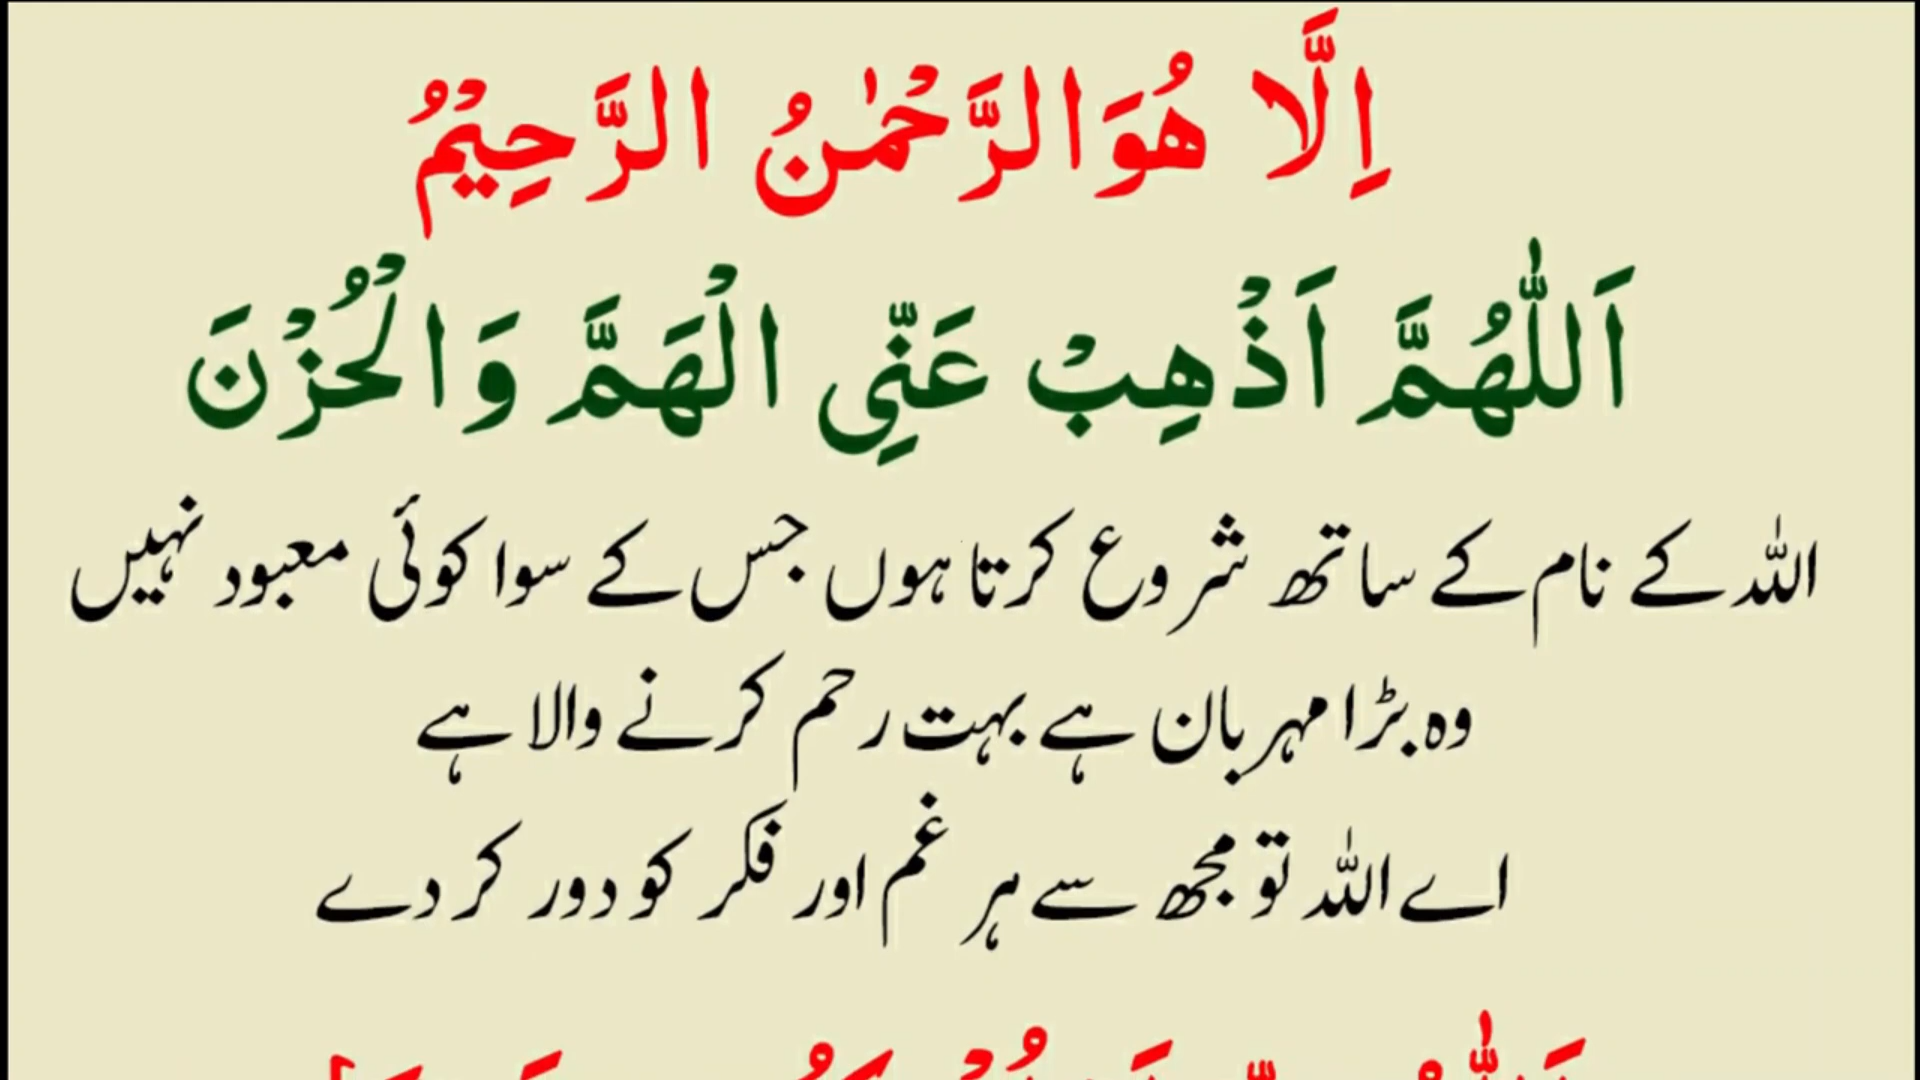 اِلَّا هُوَالرَّحْمٰنُ الرَّحِيْمُ
اَللّٰهُمَّ اَذْهِبْ عَنِّى الْهَمَّ وَالْحُزْنَ
اللہ کے نام کے ساتھ شروع کرتا ہوں جس کے سوا کوئی معبود نہیں
وہ بڑا مہربان ہے بہت رحم کرنے والا ہے
اے اللہ تو مجھ سے ہر غم اور فکر کو دور کر دے